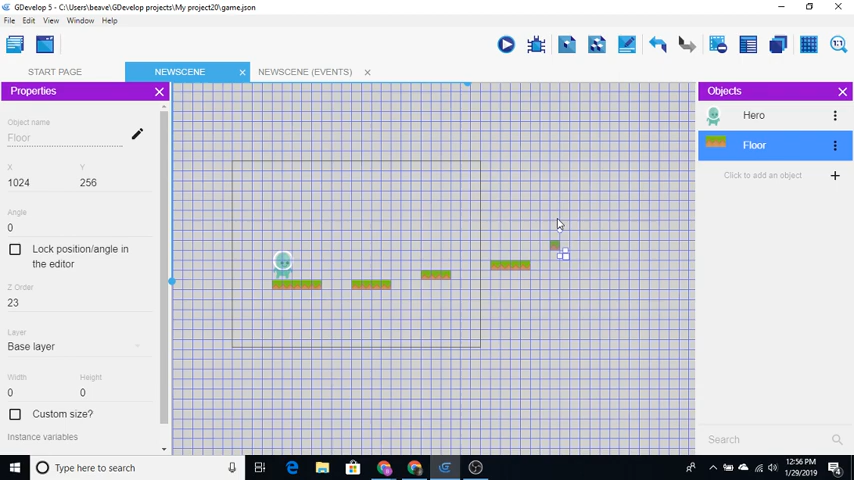 GDevelop 5 - C:\Users\beave\GDevelop projects\My project20\game.json
File Edit View Window Help
1:1
START PAGE NEWSCENE NEWSCENE (EVENTS)
Properties
Object name
Floor
X Y
1024 256
Angle
0
Lock position/angle in
the editor
Z Order
23
Layer
Base layer
Width Height
0 0
Custom size?
Instance variables
Objects
Hero
Floor
Click to add an object
Search
Type here to search
12:56 PM
1/29/2019
4